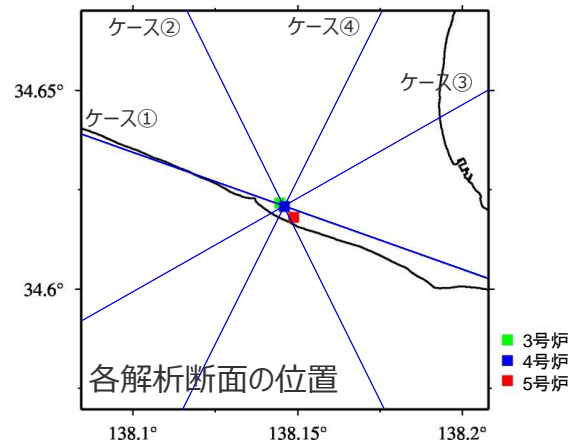 ケース②
ケース④
ケース③
34.65°
ケース①
34.6°
3号炉
4号炉
5号炉
各解析断面の位置
138.1°
138.15°
138.2°